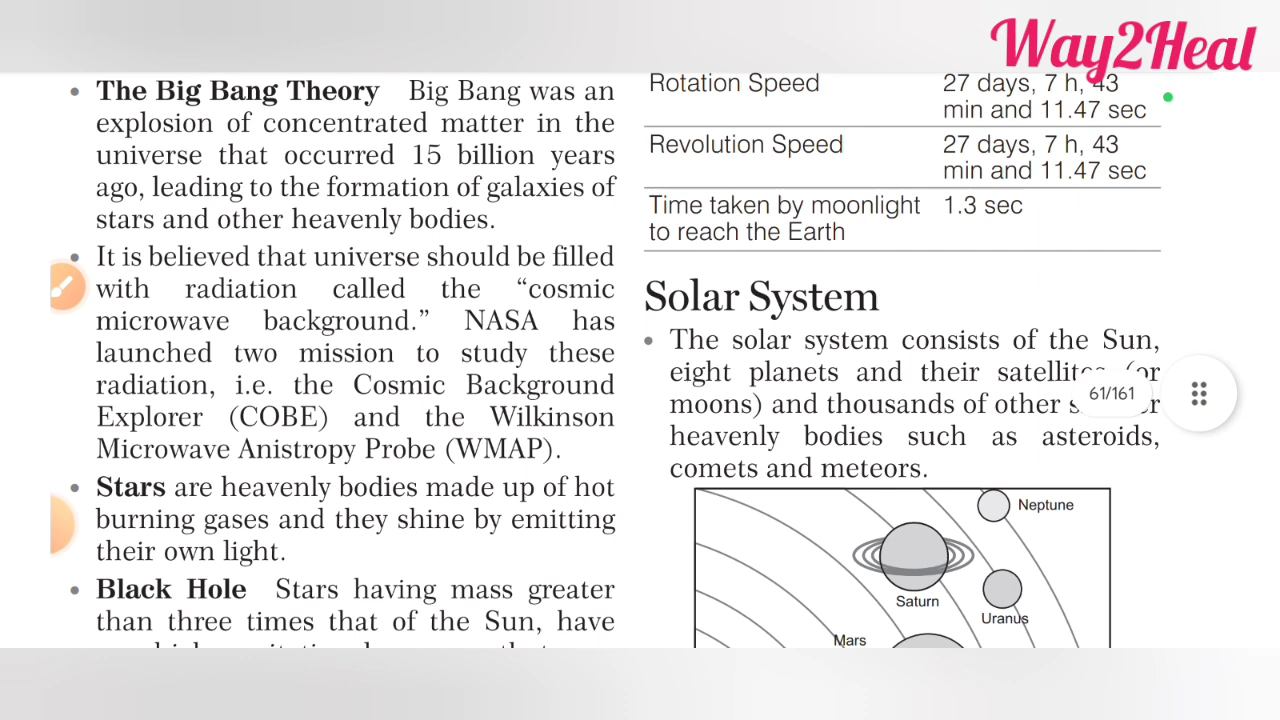 Way2Heal
• The Big Bang Theory Big Bang was an
explosion of concentrated matter in the
universe that occurred 15 billion years
ago, leading to the formation of galaxies of
stars and other heavenly bodies.
• It is believed that universe should be filled
with radiation called the “cosmic
microwave background.” NASA has
launched two mission to study these
radiation, i.e. the Cosmic Background
Explorer (COBE) and the Wilkinson
Microwave Anistropy Probe (WMAP).
• Stars are heavenly bodies made up of hot
burning gases and they shine by emitting
their own light.
• Black Hole Stars having mass greater
than three times that of the Sun, have
Rotation Speed 27 days, 7 h, 43
min and 11.47 sec
Revolution Speed 27 days, 7 h, 43
min and 11.47 sec
Time taken by moonlight 1.3 sec
to reach the Earth
Solar System
• The solar system consists of the Sun,
eight planets and their satellites (or
moons) and thousands of other
heavenly bodies such as asteroids,
comets and meteors.
61/161
Neptune
Saturn
Uranus
Mars